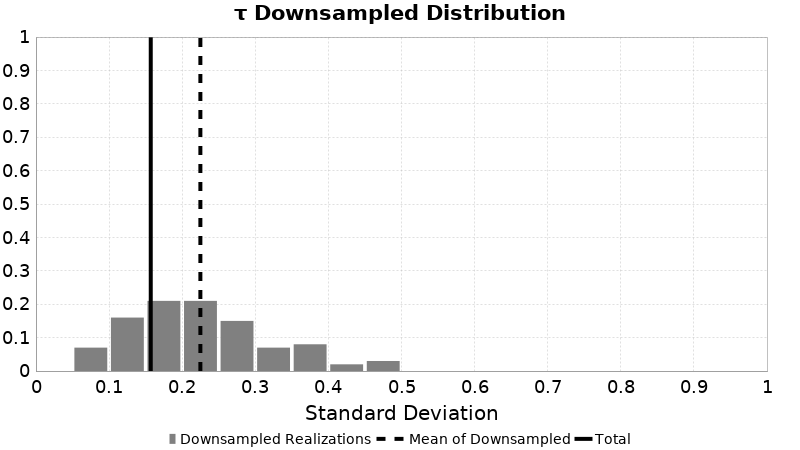 τ Downsampled Distribution
1
0.9
0.8
0.7
0.6
0.5
0.4
0.3
0.2
0.1
0
0 0.1 0.2 0.3 0.4 0.5 0.6 0.7 0.8 0.9 1
Standard Deviation
Downsampled Realizations Mean of Downsampled Total